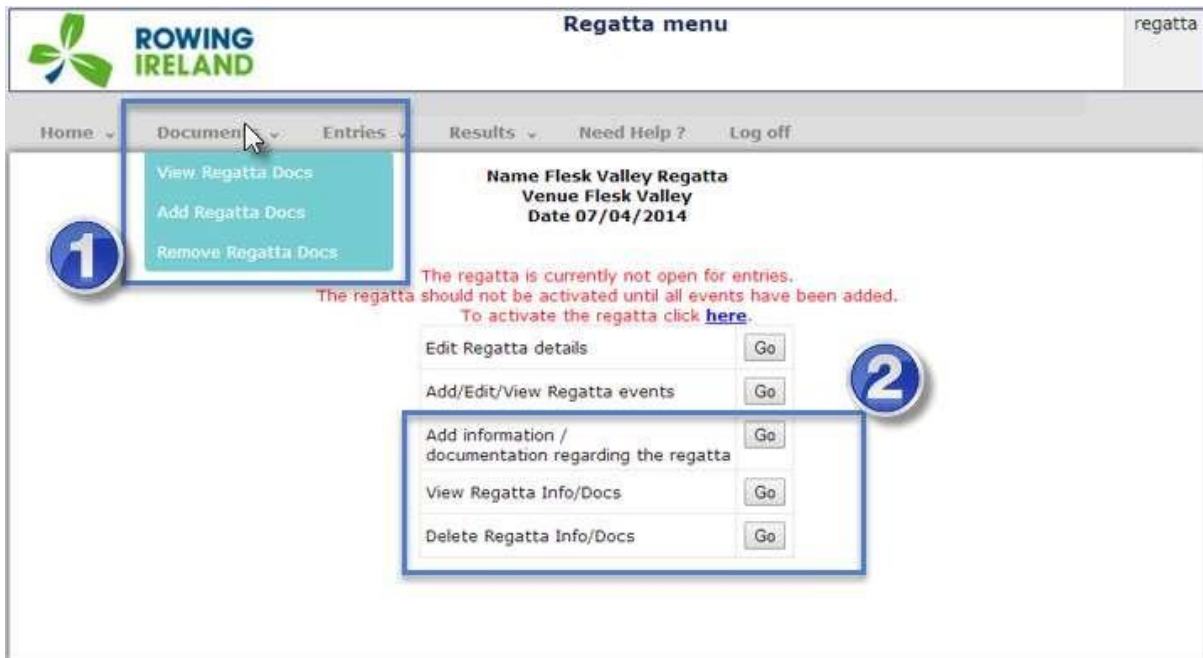 ROWING
IRELAND
Regatta menu
regatta
Home
Documen
Entries
Results
Need Help ?
Log off
View Regatta Docs
Add Regatta Docs
Remove Regatta Docs
1
Name Flesk Valley Regatta
Venue Flesk Valley
Date 07/04/2014
The regatta is currently not open for entries.
The regatta should not be activated until all events have been added.
To activate the regatta click here.
Edit Regatta details Go
Add/Edit/View Regatta events Go
2
Add information / Go
documentation regarding the regatta
View Regatta Info/Docs Go
Delete Regatta Info/Docs Go